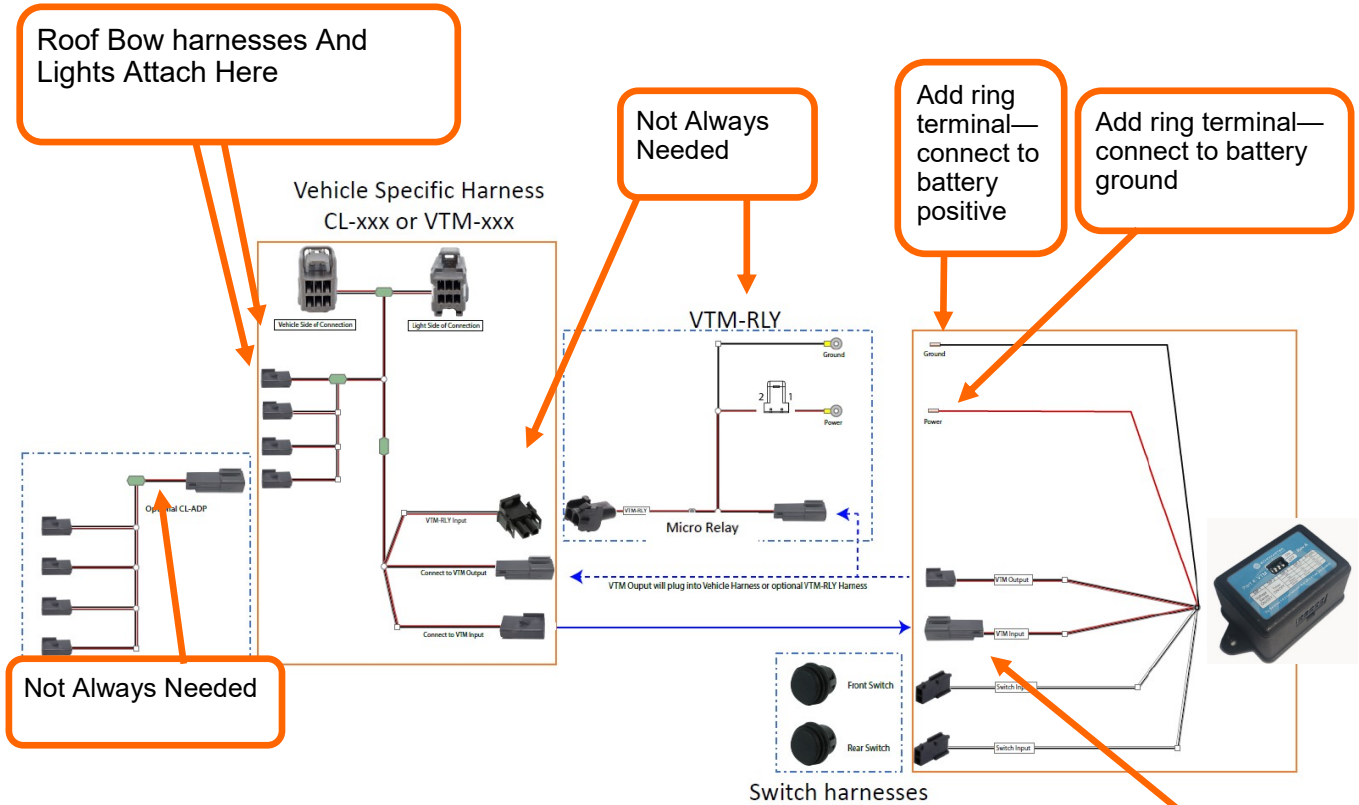 Roof Bow harnesses And
Lights Attach Here
Not Always
Needed
Add ring
terminal—
connect to
battery
positive
Add ring terminal—
connect to battery
ground
Vehicle Specific Harness
CL-xxx or VTM-xxx
Vehicle Side of Connection
Light Side of Connection
VTM-RLY
Ground
2
1
Power
Ground
Power
Optional CL-ADP
VTM-RLY Input
VTM-RLY
Micro Relay
Connect to VTM Output
VTM Ouput will plug into Vehicle Harness or optional VTM-RLY Harness
Connect to VTM Input
VTM Output
VTM Input
Not Always Needed
Front Switch
Rear Switch
Switch Input
Switch Input
Switch harnesses